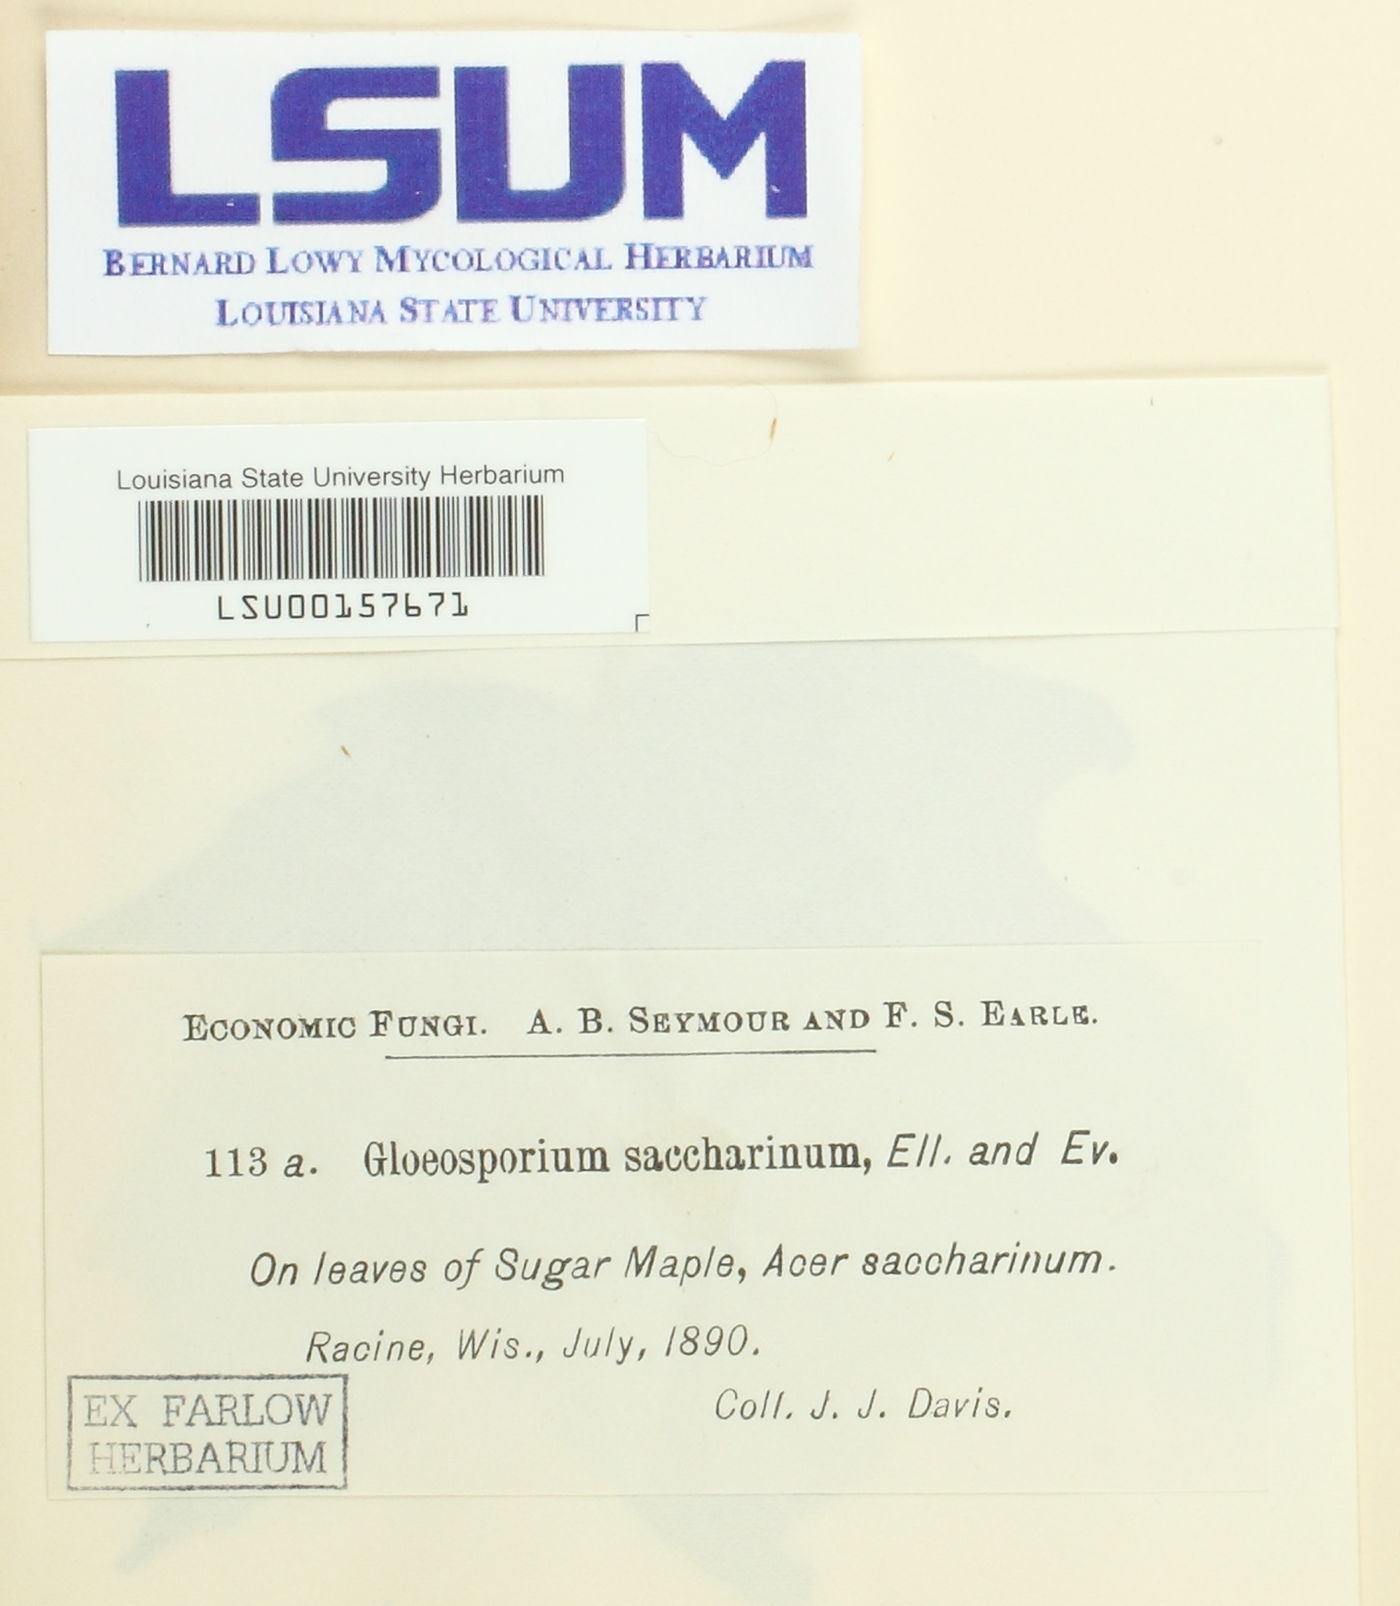 LSUM
BERNARD LOWY MYCOLOGICAL HERBARIUM
LOUISIANA STATE UNIVERSITY
Louisiana State University Herbarium
LSU00157671
ECONOMIC FUNGI. A. B. SEYMOUR AND F. S. EARLE.
113 a. Gloeosporium saccharinum, Ell. and Ev.
On leaves of Sugar Maple, Acer saccharinum.
Racine, Wis., July, 1890.
Coll. J. J. Davis.
EX FARLOW
HERBARIUM